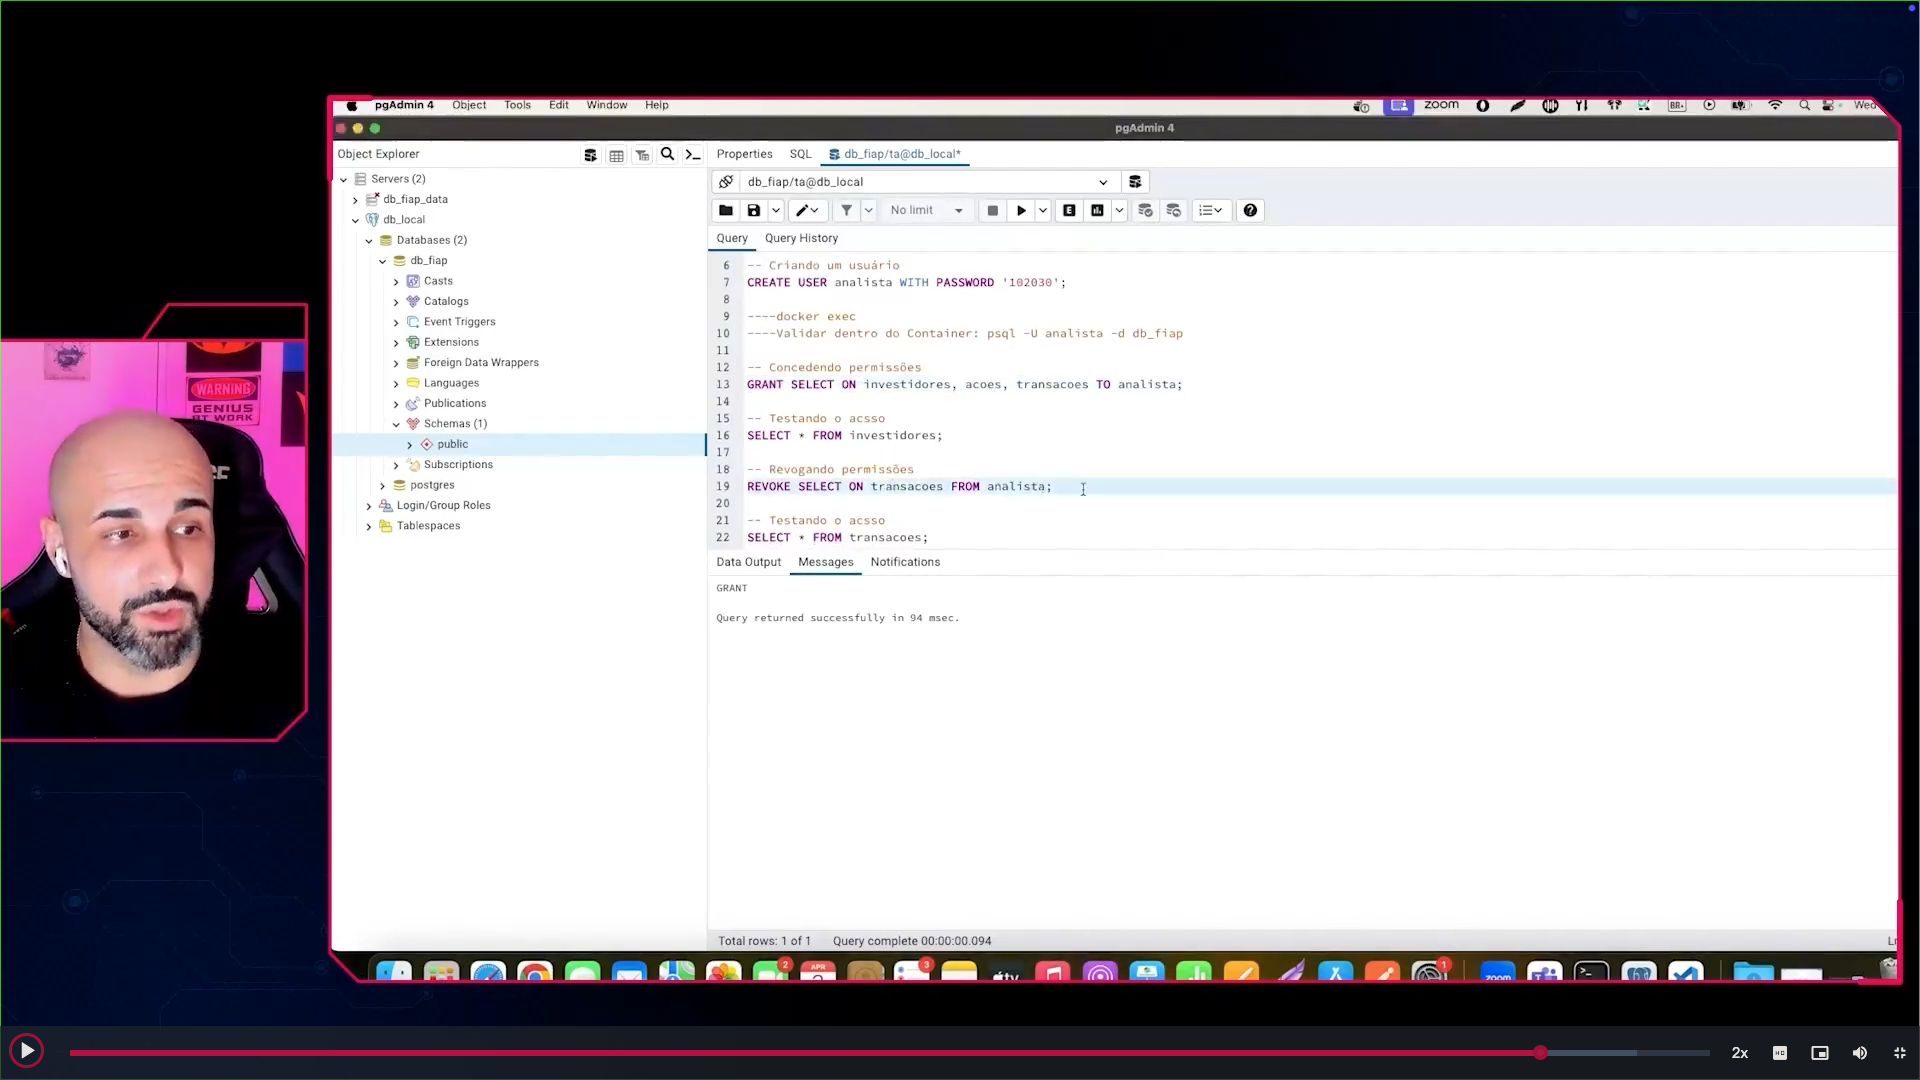 pgAdmin 4 Object Tools Edit Window Help
zoom BR Wed
pgAdmin 4
Object Explorer
Properties SQL db_fiap/ta@db_local*
Servers (2)
db_fiap_data
db_local
Databases (2)
db_fiap
Casts
Catalogs
Event Triggers
Extensions
Foreign Data Wrappers
Languages
Publications
Schemas (1)
public
Subscriptions
postgres
Login/Group Roles
Tablespaces
db_fiap/ta@db_local
No limit
E
Query Query History
6 -- Criando um usuário
7 CREATE USER analista WITH PASSWORD '102030';
8
9 ----docker exec
10 ----Validar dentro do Container: psql -U analista -d db_fiap
11
12 -- Concedendo permissões
13 GRANT SELECT ON investidores, acoes, transacoes TO analista;
14
15 -- Testando o acsso
16 SELECT * FROM investidores;
17
18 -- Revogando permissões
19 REVOKE SELECT ON transacoes FROM analista;
20
21 -- Testando o acsso
22 SELECT * FROM transacoes;
Data Output Messages Notifications
GRANT
Query returned successfully in 94 msec.
Total rows: 1 of 1 Query complete 00:00:00.094
WARNING
GENIUS
AT WORK
2
APR
3
tv
1
zoom
2x